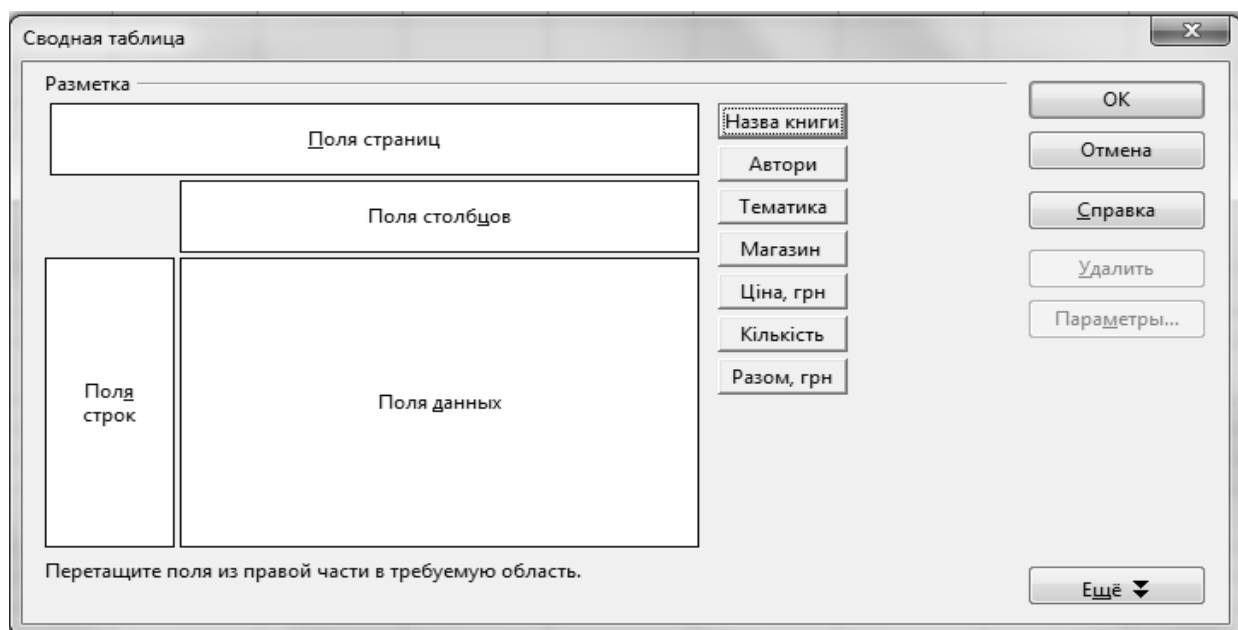 Сводная таблица
Разметка
Поля страниц
Поля столбцов
Поля строк
Поля данных
Назва книги
Автори
Тематика
Магазин
Ціна, грн
Кількість
Разом, грн
ОК
Отмена
Справка
Удалить
Параметры...
Перетащите поля из правой части в требуемую область.
Ещё